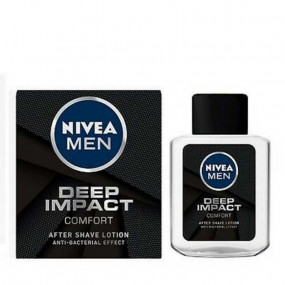 NIVEA
MEN
DEEP
IMPACT
COMFORT
AFTER SHAVE LOTION
ANTI-BACTERIAL EFFECT
NIVEA
MEN
DEEP
IMPACT
COMFORT
AFTER SHAVE LOTION
ANTI-BACTERIAL EFFECT